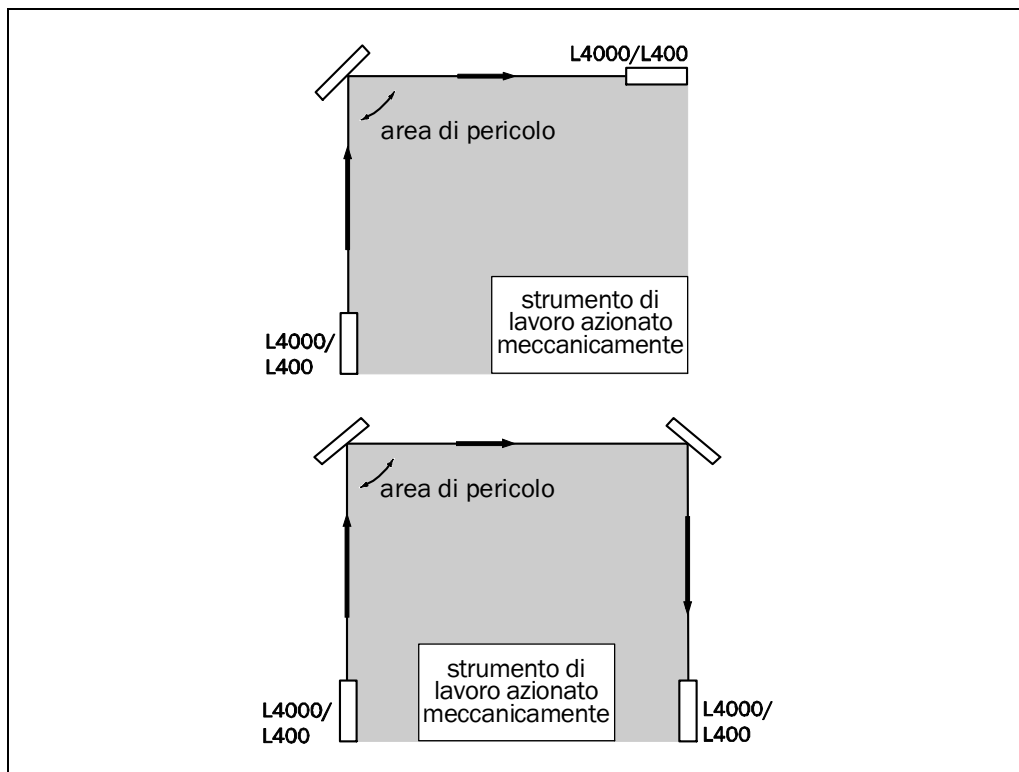 L4000/L400
area di pericolo
strumento di
lavoro azionato
meccanicamente
L4000/
L400
area di pericolo
strumento di
lavoro azionato
meccanicamente
L4000/
L400
L4000/
L400